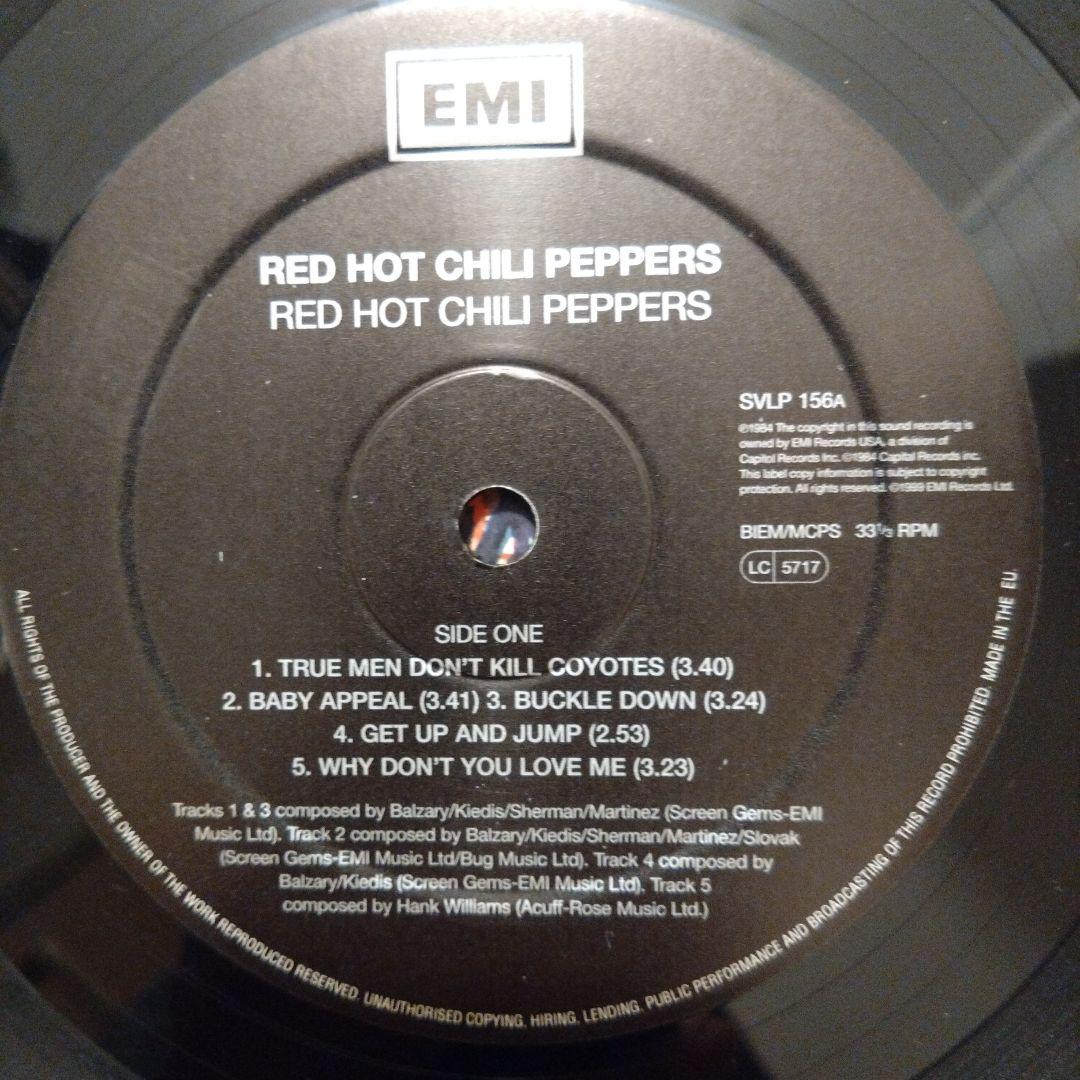 EMI
RED HOT CHILI PEPPERS
RED HOT CHILI PEPPERS
SVLP 156A
℗1984 The copyright in this sound recording is
owned by EMI Records USA, a division of
Capitol Records Inc. ©1984 Capitol Records Inc.
This label copy information is subject to copyright
protection. All rights reserved. ©1999 EMI Records Ltd.
BIEM/MCPS 33⅓ RPM
LC 5717
SIDE ONE
1. TRUE MEN DON'T KILL COYOTES (3.40)
2. BABY APPEAL (3.41) 3. BUCKLE DOWN (3.24)
4. GET UP AND JUMP (2.53)
5. WHY DON'T YOU LOVE ME (3.23)
Tracks 1 & 3 composed by Balzary/Kiedis/Sherman/Martinez (Screen Gems-EMI
Music Ltd). Track 2 composed by Balzary/Kiedis/Sherman/Martinez/Slovak
(Screen Gems-EMI Music Ltd/Bug Music Ltd). Track 4 composed by
Balzary/Kiedis (Screen Gems-EMI Music Ltd). Track 5
composed by Hank Williams (Acuff-Rose Music Ltd.)
ALL RIGHTS OF THE PRODUCER AND THE OWNER OF THE WORK REPRODUCED RESERVED. UNAUTHORISED COPYING, HIRING, LENDING, PUBLIC PERFORMANCE AND BROADCASTING OF THIS RECORD PROHIBITED. MADE IN THE EU.